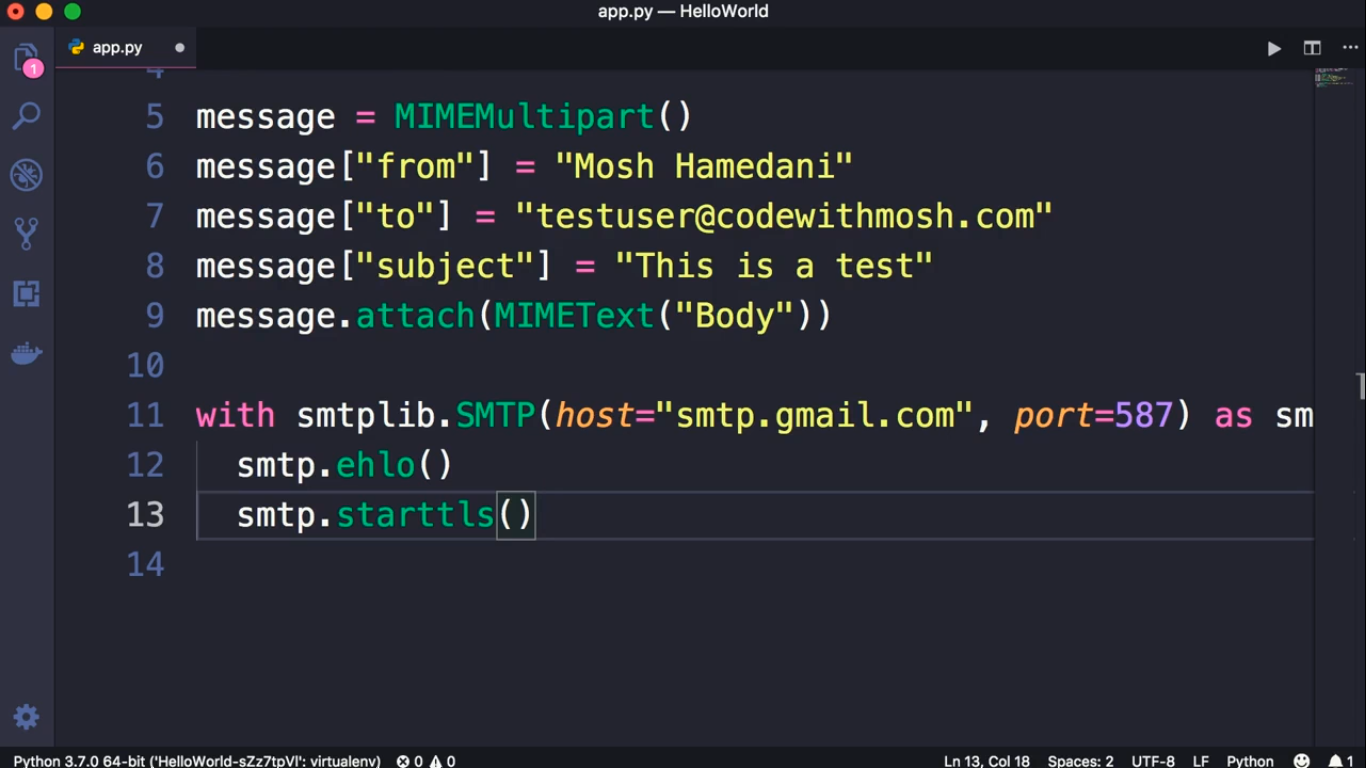 app.py — HelloWorld
1
app.py
4
5 message = MIMEMultipart()
6 message["from"] = "Mosh Hamedani"
7 message["to"] = "testuser@codewithmosh.com"
8 message["subject"] = "This is a test"
9 message.attach(MIMEText("Body"))
10
11 with smtplib.SMTP(host="smtp.gmail.com", port=587) as sm
12 smtp.ehlo()
13 smtp.starttls()
14
Python 3.7.0 64-bit ('HelloWorld-sZz7tpVl': virtualenv) 0 0 Ln 13, Col 18 Spaces: 2 UTF-8 LF Python 1